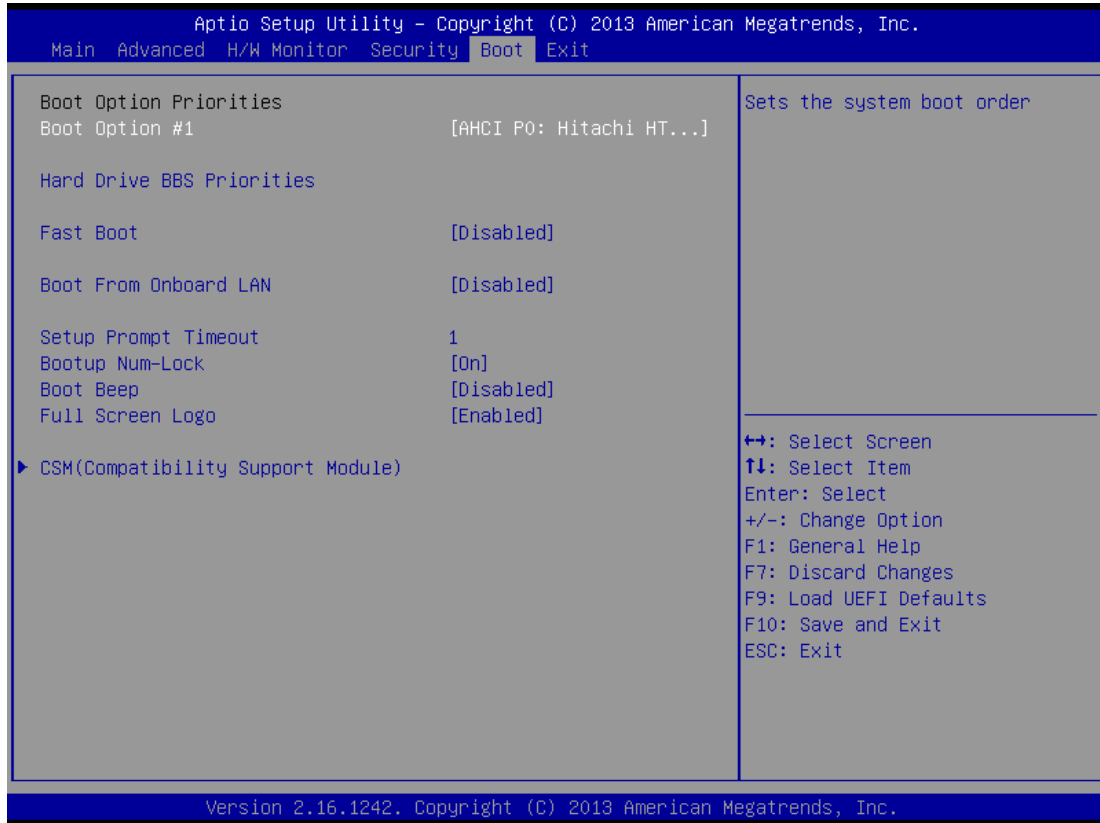 Aptio Setup Utility – Copyright (C) 2013 American Megatrends, Inc.
Main Advanced H/W Monitor Security Boot Exit
Boot Option Priorities
Boot Option #1 [AHCI P0: Hitachi HT...]
Hard Drive BBS Priorities
Fast Boot [Disabled]
Boot From Onboard LAN [Disabled]
Setup Prompt Timeout 1
Bootup Num-Lock [On]
Boot Beep [Disabled]
Full Screen Logo [Enabled]
CSM(Compatibility Support Module)
Sets the system boot order
↔: Select Screen
↑↓: Select Item
Enter: Select
+/-: Change Option
F1: General Help
F7: Discard Changes
F9: Load UEFI Defaults
F10: Save and Exit
ESC: Exit
Version 2.16.1242. Copyright (C) 2013 American Megatrends, Inc.